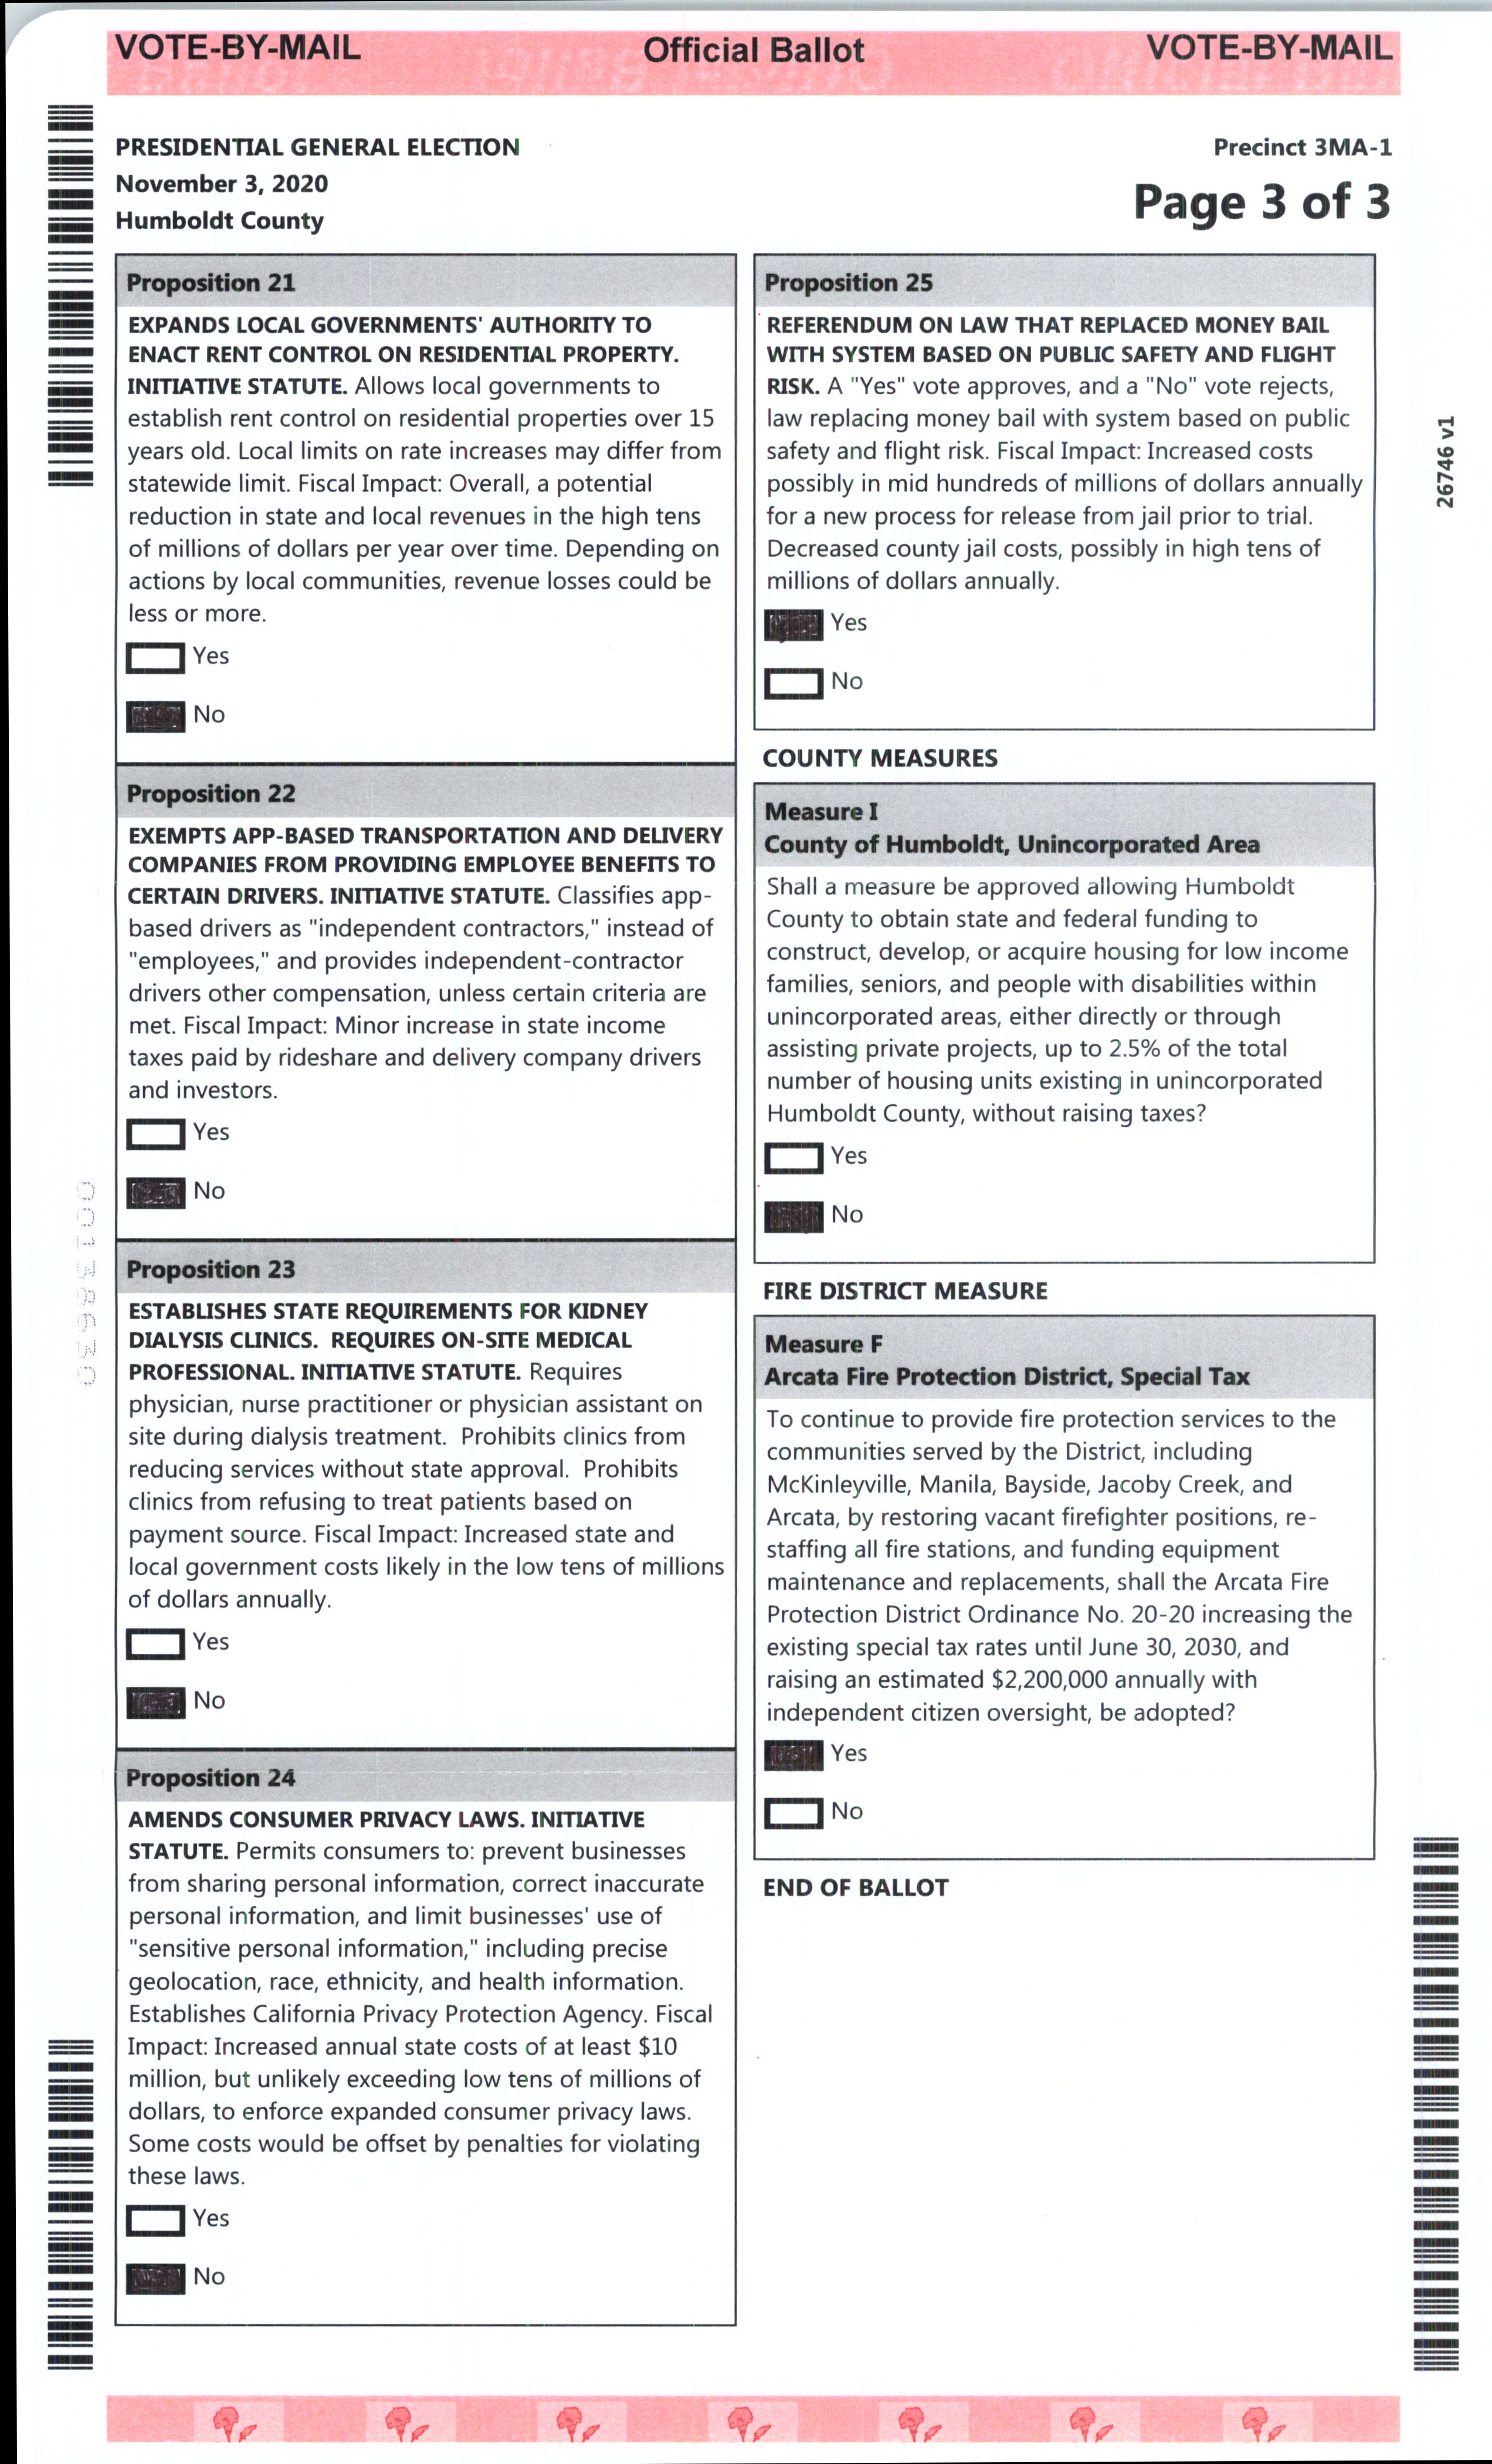 VOTE-BY-MAIL Official Ballot VOTE-BY-MAIL
PRESIDENTIAL GENERAL ELECTION
November 3, 2020
Humboldt County
Precinct 3MA-1
Page 3 of 3
Proposition 21
EXPANDS LOCAL GOVERNMENTS' AUTHORITY TO
ENACT RENT CONTROL ON RESIDENTIAL PROPERTY.
INITIATIVE STATUTE. Allows local governments to
establish rent control on residential properties over 15
years old. Local limits on rate increases may differ from
statewide limit. Fiscal Impact: Overall, a potential
reduction in state and local revenues in the high tens
of millions of dollars per year over time. Depending on
actions by local communities, revenue losses could be
less or more.
Yes
No
Proposition 22
EXEMPTS APP-BASED TRANSPORTATION AND DELIVERY
COMPANIES FROM PROVIDING EMPLOYEE BENEFITS TO
CERTAIN DRIVERS. INITIATIVE STATUTE. Classifies app-
based drivers as "independent contractors," instead of
"employees," and provides independent-contractor
drivers other compensation, unless certain criteria are
met. Fiscal Impact: Minor increase in state income
taxes paid by rideshare and delivery company drivers
and investors.
Yes
No
Proposition 23
ESTABLISHES STATE REQUIREMENTS FOR KIDNEY
DIALYSIS CLINICS. REQUIRES ON-SITE MEDICAL
PROFESSIONAL. INITIATIVE STATUTE. Requires
physician, nurse practitioner or physician assistant on
site during dialysis treatment. Prohibits clinics from
reducing services without state approval. Prohibits
clinics from refusing to treat patients based on
payment source. Fiscal Impact: Increased state and
local government costs likely in the low tens of millions
of dollars annually.
Yes
No
Proposition 24
AMENDS CONSUMER PRIVACY LAWS. INITIATIVE
STATUTE. Permits consumers to: prevent businesses
from sharing personal information, correct inaccurate
personal information, and limit businesses' use of
"sensitive personal information," including precise
geolocation, race, ethnicity, and health information.
Establishes California Privacy Protection Agency. Fiscal
Impact: Increased annual state costs of at least $10
million, but unlikely exceeding low tens of millions of
dollars, to enforce expanded consumer privacy laws.
Some costs would be offset by penalties for violating
these laws.
Yes
No
Proposition 25
REFERENDUM ON LAW THAT REPLACED MONEY BAIL
WITH SYSTEM BASED ON PUBLIC SAFETY AND FLIGHT
RISK. A "Yes" vote approves, and a "No" vote rejects,
law replacing money bail with system based on public
safety and flight risk. Fiscal Impact: Increased costs
possibly in mid hundreds of millions of dollars annually
for a new process for release from jail prior to trial.
Decreased county jail costs, possibly in high tens of
millions of dollars annually.
Yes
No
COUNTY MEASURES
Measure I
County of Humboldt, Unincorporated Area
Shall a measure be approved allowing Humboldt
County to obtain state and federal funding to
construct, develop, or acquire housing for low income
families, seniors, and people with disabilities within
unincorporated areas, either directly or through
assisting private projects, up to 2.5% of the total
number of housing units existing in unincorporated
Humboldt County, without raising taxes?
Yes
No
FIRE DISTRICT MEASURE
Measure F
Arcata Fire Protection District, Special Tax
To continue to provide fire protection services to the
communities served by the District, including
McKinleyville, Manila, Bayside, Jacoby Creek, and
Arcata, by restoring vacant firefighter positions, re-
staffing all fire stations, and funding equipment
maintenance and replacements, shall the Arcata Fire
Protection District Ordinance No. 20-20 increasing the
existing special tax rates until June 30, 2030, and
raising an estimated $2,200,000 annually with
independent citizen oversight, be adopted?
Yes
No
END OF BALLOT
26746 v1
00138630